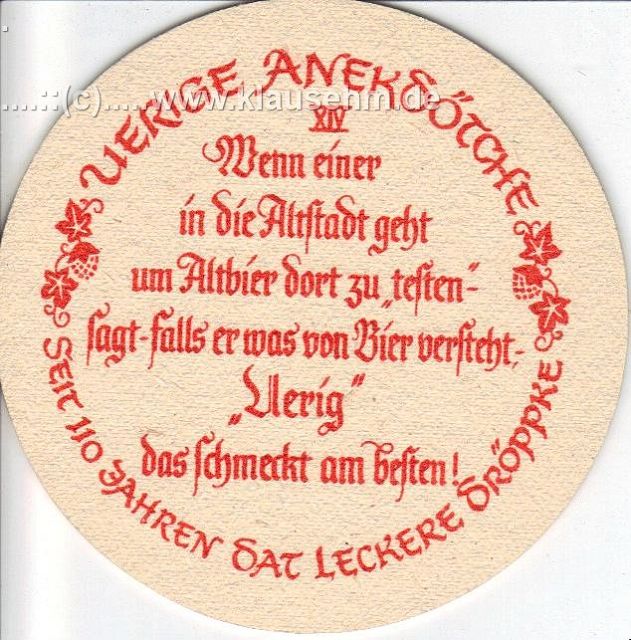 .....::(c)..... www.klausehm.de
UERIGE ANEKDÖTCHE
XIV
Wenn einer
in die Altstadt geht
um Altbier dort zu „testen"
sagt-falls er was von Bier versteht-,
„Uerig"
das schmeckt am besten!
SEIT 110 JAHREN DAT LECKERE DRÖPPKE